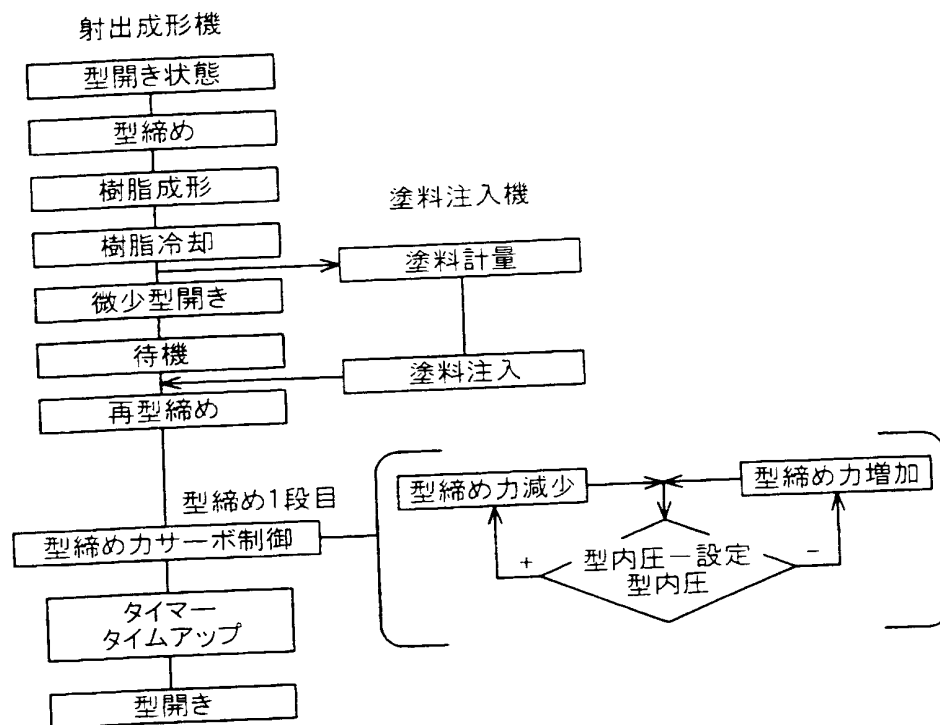 射出成形機
型開き状態
型締め
樹脂成形
塗料注入機
樹脂冷却
塗料計量
微少型開き
待機
塗料注入
再型締め
型締め1段目
型締め力サーボ制御
型締め力減少
型締め力増加
+
型内圧－設定
型内圧
－
タイマー
タイムアップ
型開き